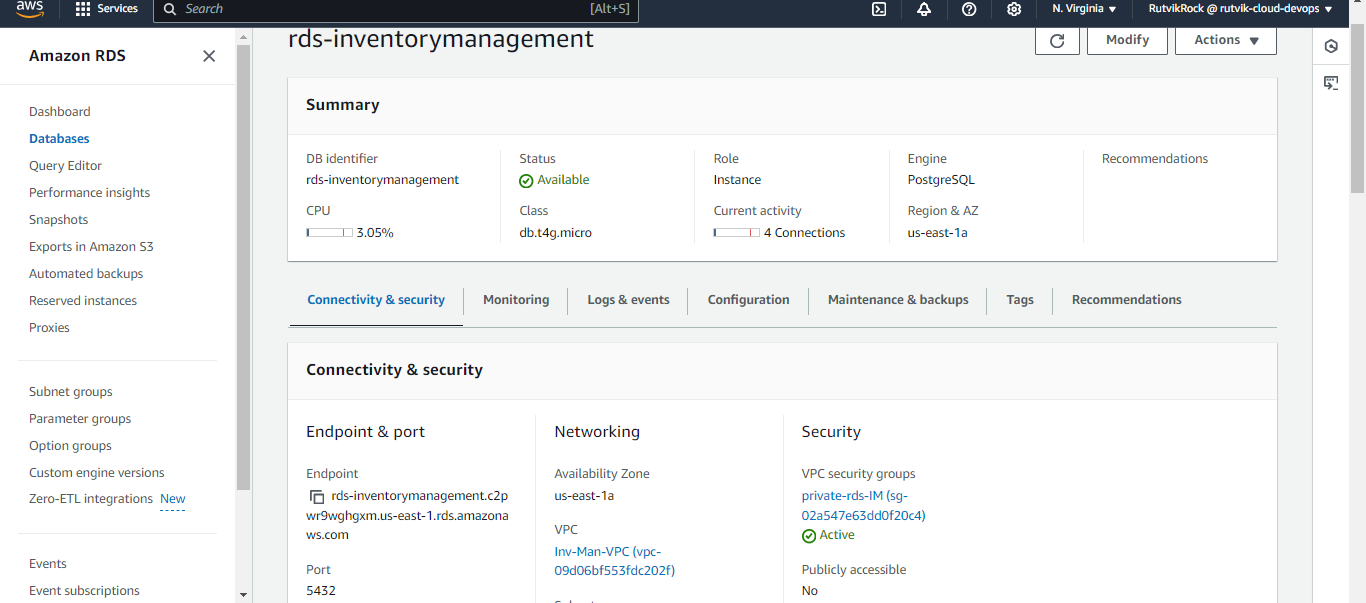 aws
Services
Search
[Alt+S]
N. Virginia
RutvikRock @ rutvik-cloud-devops
Amazon RDS
Dashboard
Databases
Query Editor
Performance insights
Snapshots
Exports in Amazon S3
Automated backups
Reserved instances
Proxies
Subnet groups
Parameter groups
Option groups
Custom engine versions
Zero-ETL integrations New
Events
Event subscriptions
rds-inventorymanagement
Modify
Actions
Summary
DB identifier
rds-inventorymanagement
CPU
3.05%
Status
Available
Class
db.t4g.micro
Role
Instance
Current activity
4 Connections
Engine
PostgreSQL
Region & AZ
us-east-1a
Recommendations
Connectivity & security
Monitoring
Logs & events
Configuration
Maintenance & backups
Tags
Recommendations
Connectivity & security
Endpoint & port
Endpoint
rds-inventorymanagement.c2p
wr9wghgxm.us-east-1.rds.amazona
ws.com
Port
5432
Networking
Availability Zone
us-east-1a
VPC
Inv-Man-VPC (vpc-
09d06bf553fdc202f)
Security
VPC security groups
private-rds-IM (sg-
02a547e63dd0f20c4)
Active
Publicly accessible
No